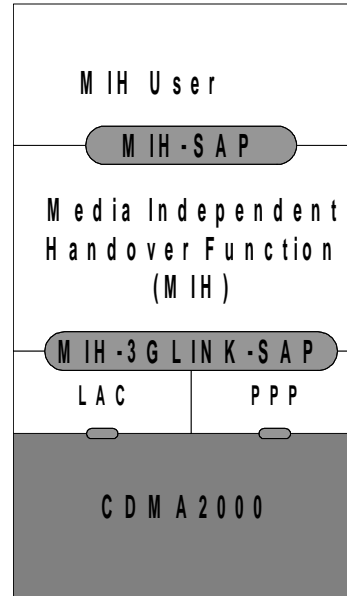 MIH User
MIH-SAP
Media Independent
Handover Function
(MIH)
MIH-3GLINK-SAP
LAC PPP
CDMA2000